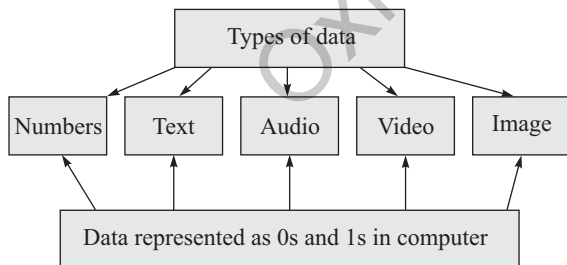 Types of data
Numbers Text Audio Video Image
Data represented as 0s and 1s in computer